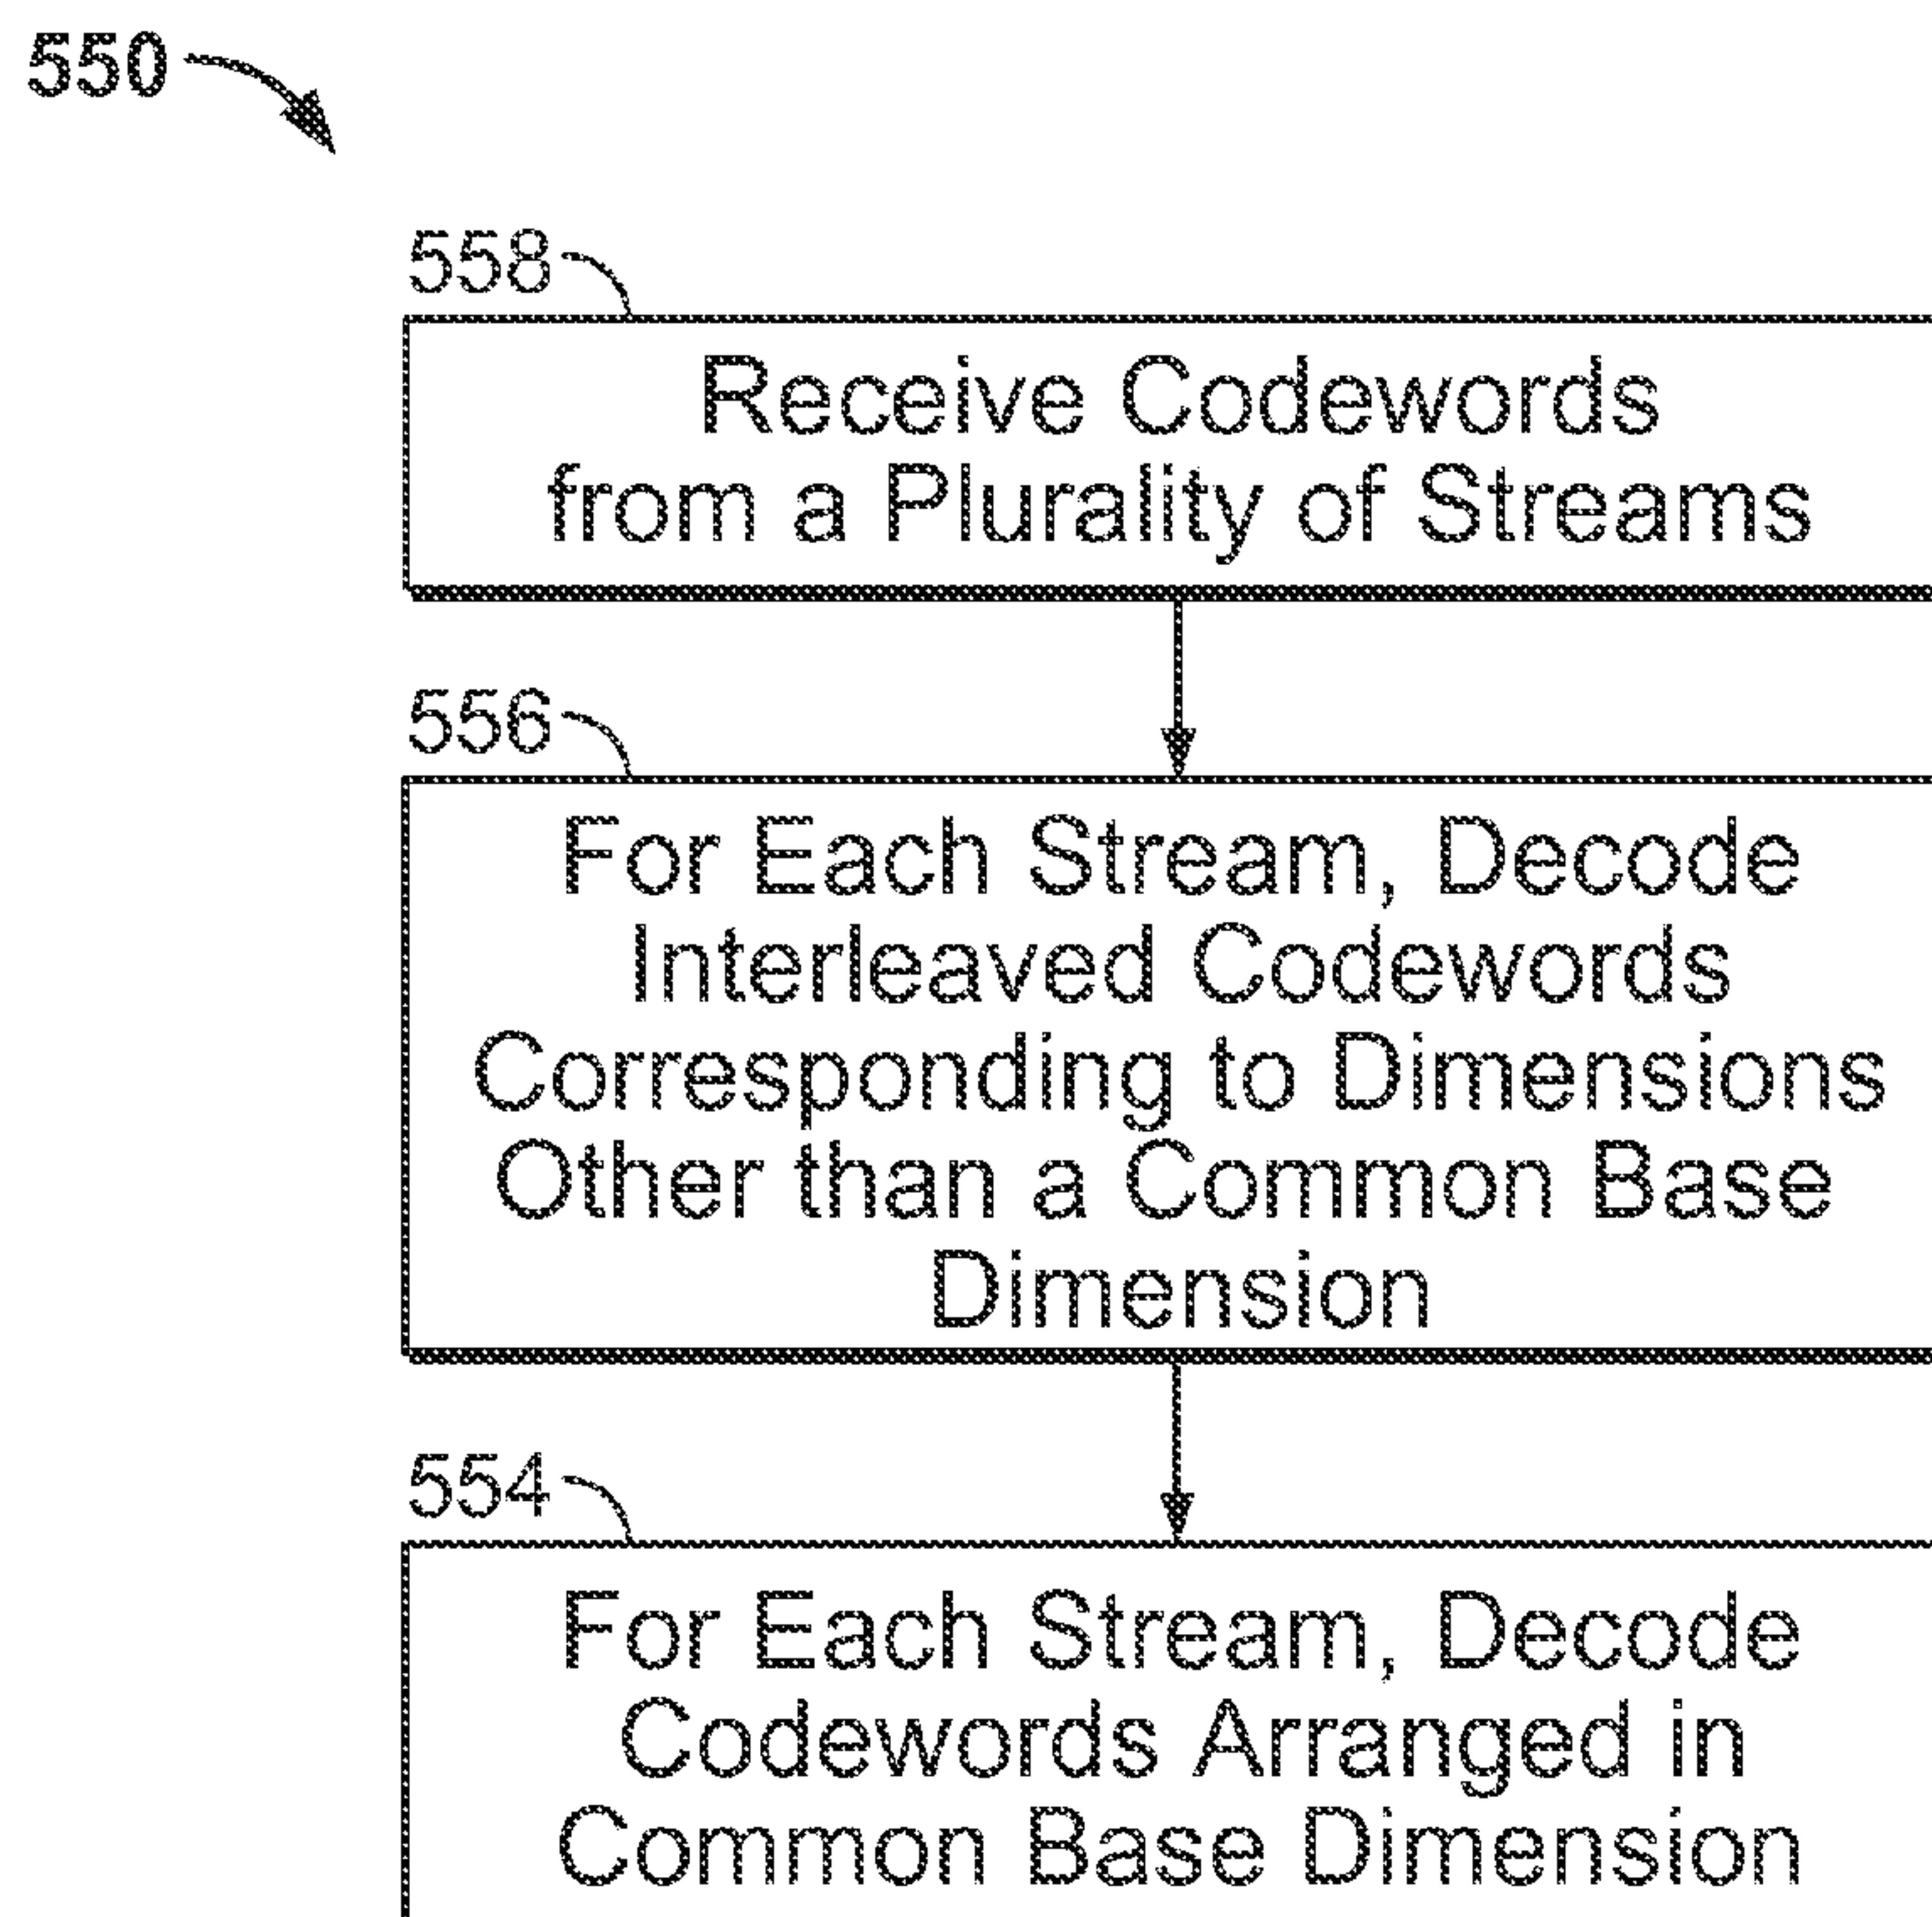 550
558
Receive Codewords
from a Plurality of Streams
556
For Each Stream, Decode
Interleaved Codewords
Corresponding to Dimensions
Other than a Common Base
Dimension
554
For Each Stream, Decode
Codewords Arranged in
Common Base Dimension